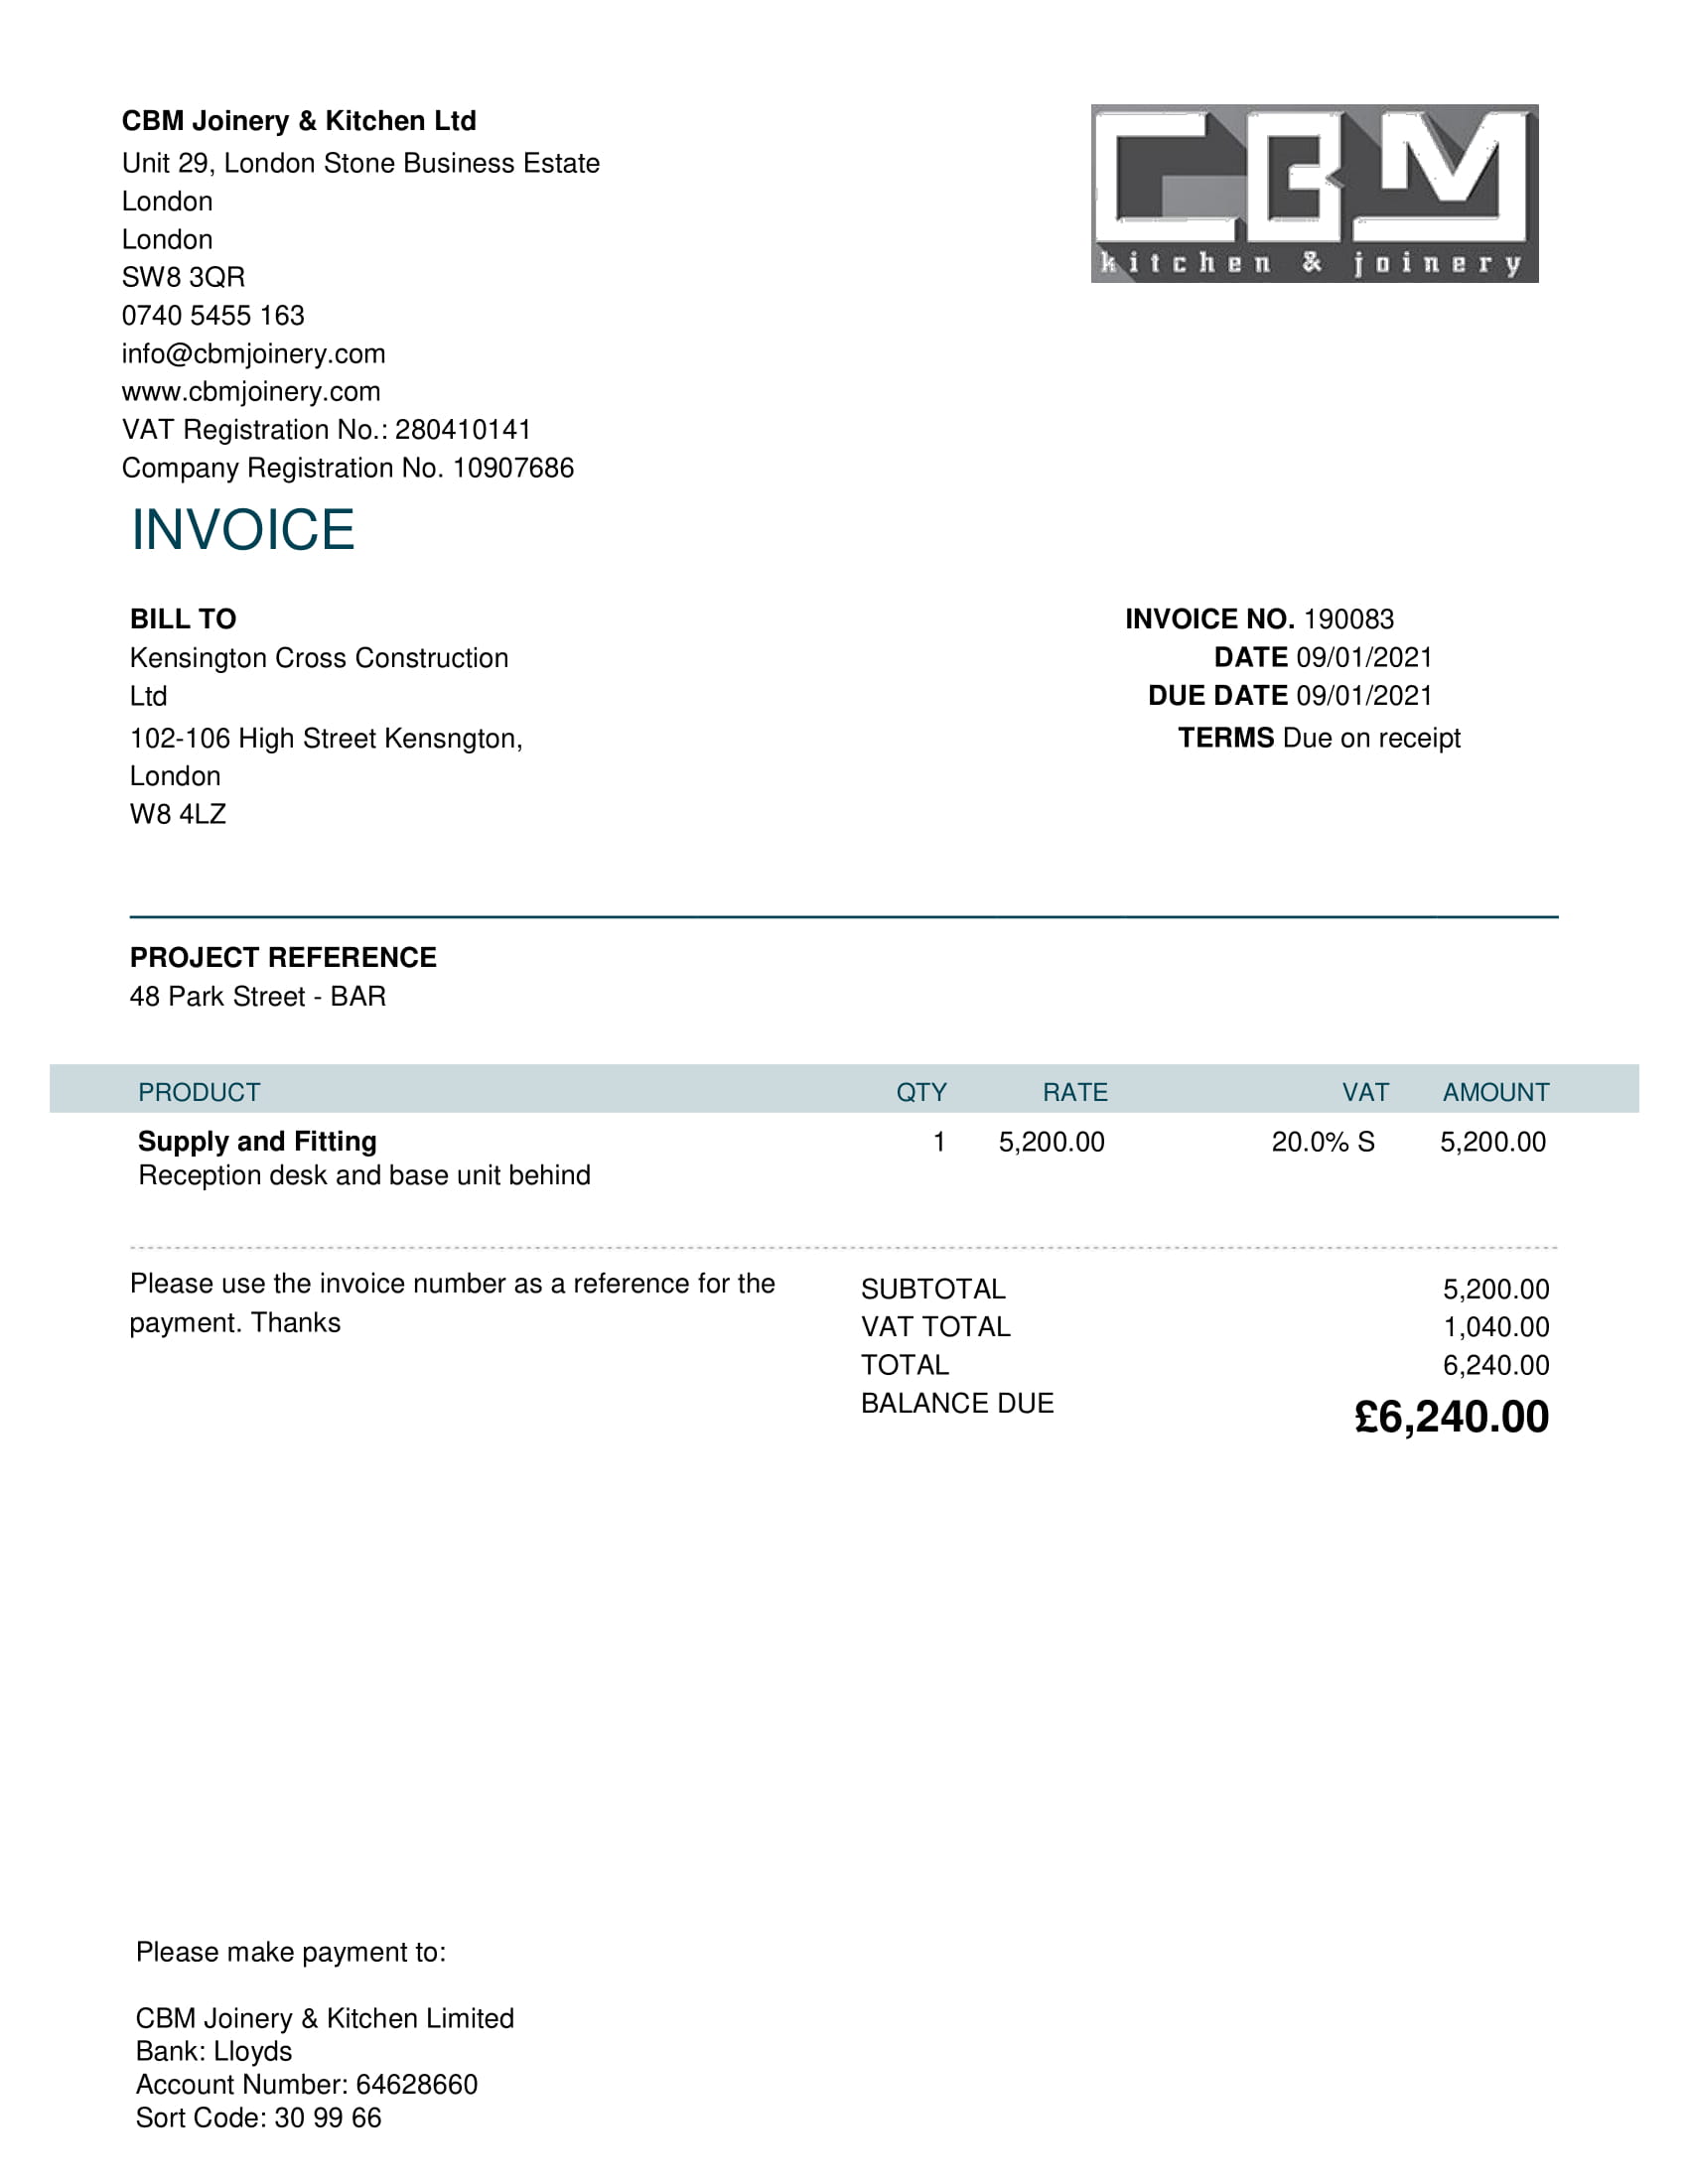 CBM Joinery & Kitchen Ltd
Unit 29, London Stone Business Estate
London
London
SW8 3QR
0740 5455 163
info@cbmjoinery.com
www.cbmjoinery.com
VAT Registration No.: 280410141
Company Registration No. 10907686
CBM
kitchen & joinery
INVOICE
BILL TO
Kensington Cross Construction
Ltd
102-106 High Street Kensngton,
London
W8 4LZ
INVOICE NO. 190083
DATE 09/01/2021
DUE DATE 09/01/2021
TERMS Due on receipt
PROJECT REFERENCE
48 Park Street - BAR
PRODUCT QTY RATE VAT AMOUNT
Supply and Fitting 1 5,200.00 20.0% S 5,200.00
Reception desk and base unit behind
Please use the invoice number as a reference for the
payment. Thanks
SUBTOTAL 5,200.00
VAT TOTAL 1,040.00
TOTAL 6,240.00
BALANCE DUE £6,240.00
Please make payment to:
CBM Joinery & Kitchen Limited
Bank: Lloyds
Account Number: 64628660
Sort Code: 30 99 66